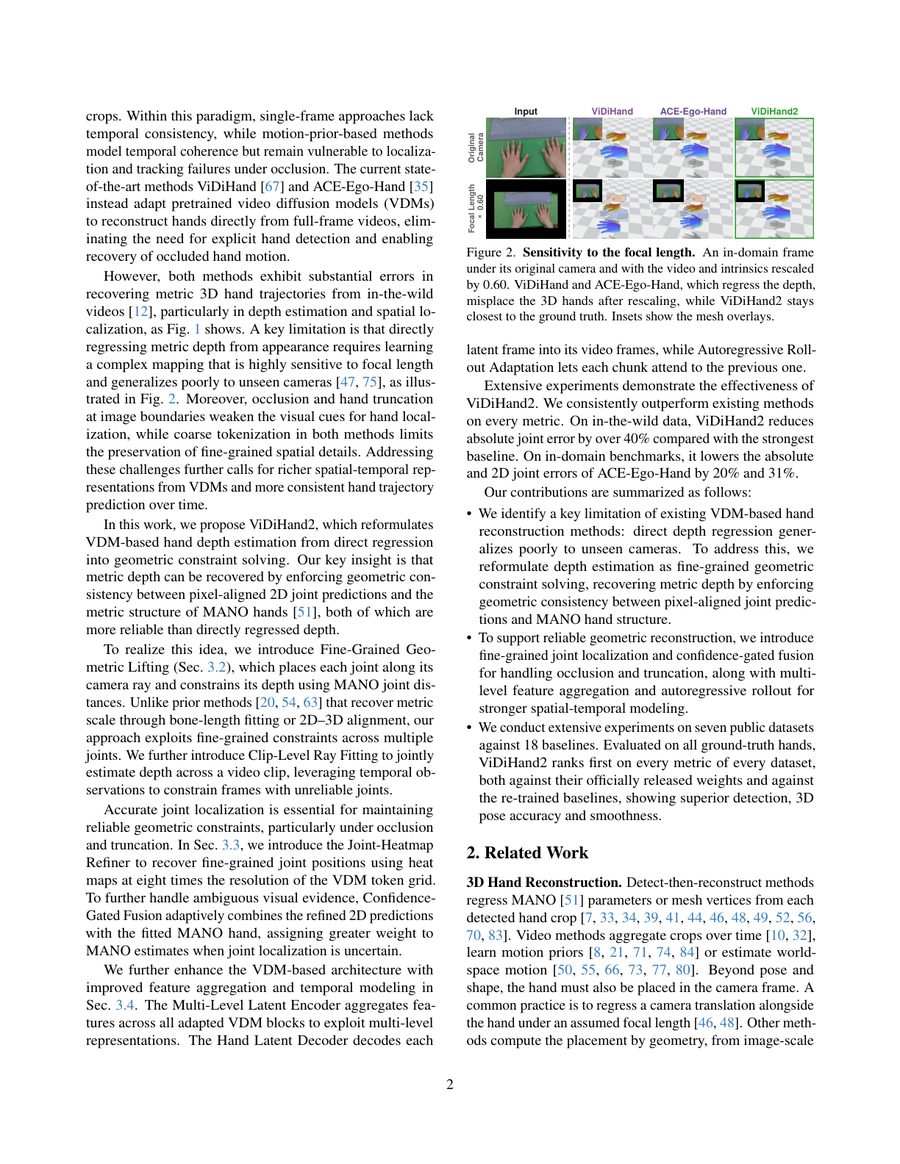 crops. Within this paradigm, single-frame approaches lack
temporal consistency, while motion-prior-based methods
model temporal coherence but remain vulnerable to localiza-
tion and tracking failures under occlusion. The current state-
of-the-art methods ViDiHand [67] and ACE-Ego-Hand [35]
instead adapt pretrained video diffusion models (VDMs)
to reconstruct hands directly from full-frame videos, elim-
inating the need for explicit hand detection and enabling
recovery of occluded hand motion.
However, both methods exhibit substantial errors in
recovering metric 3D hand trajectories from in-the-wild
videos [12], particularly in depth estimation and spatial lo-
calization, as Fig. 1 shows. A key limitation is that directly
regressing metric depth from appearance requires learning
a complex mapping that is highly sensitive to focal length
and generalizes poorly to unseen cameras [47, 75], as illus-
trated in Fig. 2. Moreover, occlusion and hand truncation
at image boundaries weaken the visual cues for hand local-
ization, while coarse tokenization in both methods limits
the preservation of fine-grained spatial details. Addressing
these challenges further calls for richer spatial-temporal rep-
resentations from VDMs and more consistent hand trajectory
prediction over time.
In this work, we propose ViDiHand2, which reformulates
VDM-based hand depth estimation from direct regression
into geometric constraint solving. Our key insight is that
metric depth can be recovered by enforcing geometric con-
sistency between pixel-aligned 2D joint predictions and the
metric structure of MANO hands [51], both of which are
more reliable than directly regressed depth.
To realize this idea, we introduce Fine-Grained Geo-
metric Lifting (Sec. 3.2), which places each joint along its
camera ray and constrains its depth using MANO joint dis-
tances. Unlike prior methods [20, 54, 63] that recover metric
scale through bone-length fitting or 2D–3D alignment, our
approach exploits fine-grained constraints across multiple
joints. We further introduce Clip-Level Ray Fitting to jointly
estimate depth across a video clip, leveraging temporal ob-
servations to constrain frames with unreliable joints.
Accurate joint localization is essential for maintaining
reliable geometric constraints, particularly under occlusion
and truncation. In Sec. 3.3, we introduce the Joint-Heatmap
Refiner to recover fine-grained joint positions using heat
maps at eight times the resolution of the VDM token grid.
To further handle ambiguous visual evidence, Confidence-
Gated Fusion adaptively combines the refined 2D predictions
with the fitted MANO hand, assigning greater weight to
MANO estimates when joint localization is uncertain.
We further enhance the VDM-based architecture with
improved feature aggregation and temporal modeling in
Sec. 3.4. The Multi-Level Latent Encoder aggregates fea-
tures across all adapted VDM blocks to exploit multi-level
representations. The Hand Latent Decoder decodes each
Input ViDiHand ACE-Ego-Hand ViDiHand2
Original
Camera
Focal Length
× 0.60
Figure 2. Sensitivity to the focal length. An in-domain frame
under its original camera and with the video and intrinsics rescaled
by 0.60. ViDiHand and ACE-Ego-Hand, which regress the depth,
misplace the 3D hands after rescaling, while ViDiHand2 stays
closest to the ground truth. Insets show the mesh overlays.
latent frame into its video frames, while Autoregressive Roll-
out Adaptation lets each chunk attend to the previous one.
Extensive experiments demonstrate the effectiveness of
ViDiHand2. We consistently outperform existing methods
on every metric. On in-the-wild data, ViDiHand2 reduces
absolute joint error by over 40% compared with the strongest
baseline. On in-domain benchmarks, it lowers the absolute
and 2D joint errors of ACE-Ego-Hand by 20% and 31%.
Our contributions are summarized as follows:
• We identify a key limitation of existing VDM-based hand
reconstruction methods: direct depth regression gener-
alizes poorly to unseen cameras. To address this, we
reformulate depth estimation as fine-grained geometric
constraint solving, recovering metric depth by enforcing
geometric consistency between pixel-aligned joint predic-
tions and MANO hand structure.
• To support reliable geometric reconstruction, we introduce
fine-grained joint localization and confidence-gated fusion
for handling occlusion and truncation, along with multi-
level feature aggregation and autoregressive rollout for
stronger spatial-temporal modeling.
• We conduct extensive experiments on seven public datasets
against 18 baselines. Evaluated on all ground-truth hands,
ViDiHand2 ranks first on every metric of every dataset,
both against their officially released weights and against
the re-trained baselines, showing superior detection, 3D
pose accuracy and smoothness.
2. Related Work
3D Hand Reconstruction. Detect-then-reconstruct methods
regress MANO [51] parameters or mesh vertices from each
detected hand crop [7, 33, 34, 39, 41, 44, 46, 48, 49, 52, 56,
70, 83]. Video methods aggregate crops over time [10, 32],
learn motion priors [8, 21, 71, 74, 84] or estimate world-
space motion [50, 55, 66, 73, 77, 80]. Beyond pose and
shape, the hand must also be placed in the camera frame. A
common practice is to regress a camera translation alongside
the hand under an assumed focal length [46, 48]. Other meth-
ods compute the placement by geometry, from image-scale
2